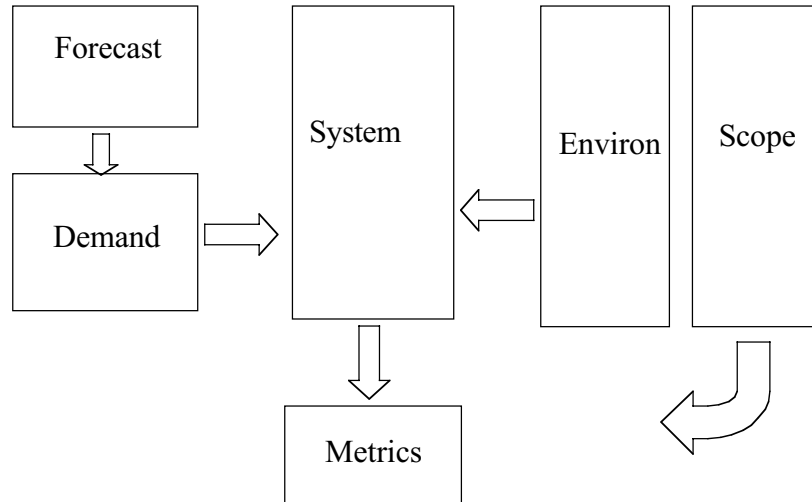 Forecast
System
Environ
Scope
Demand
Metrics